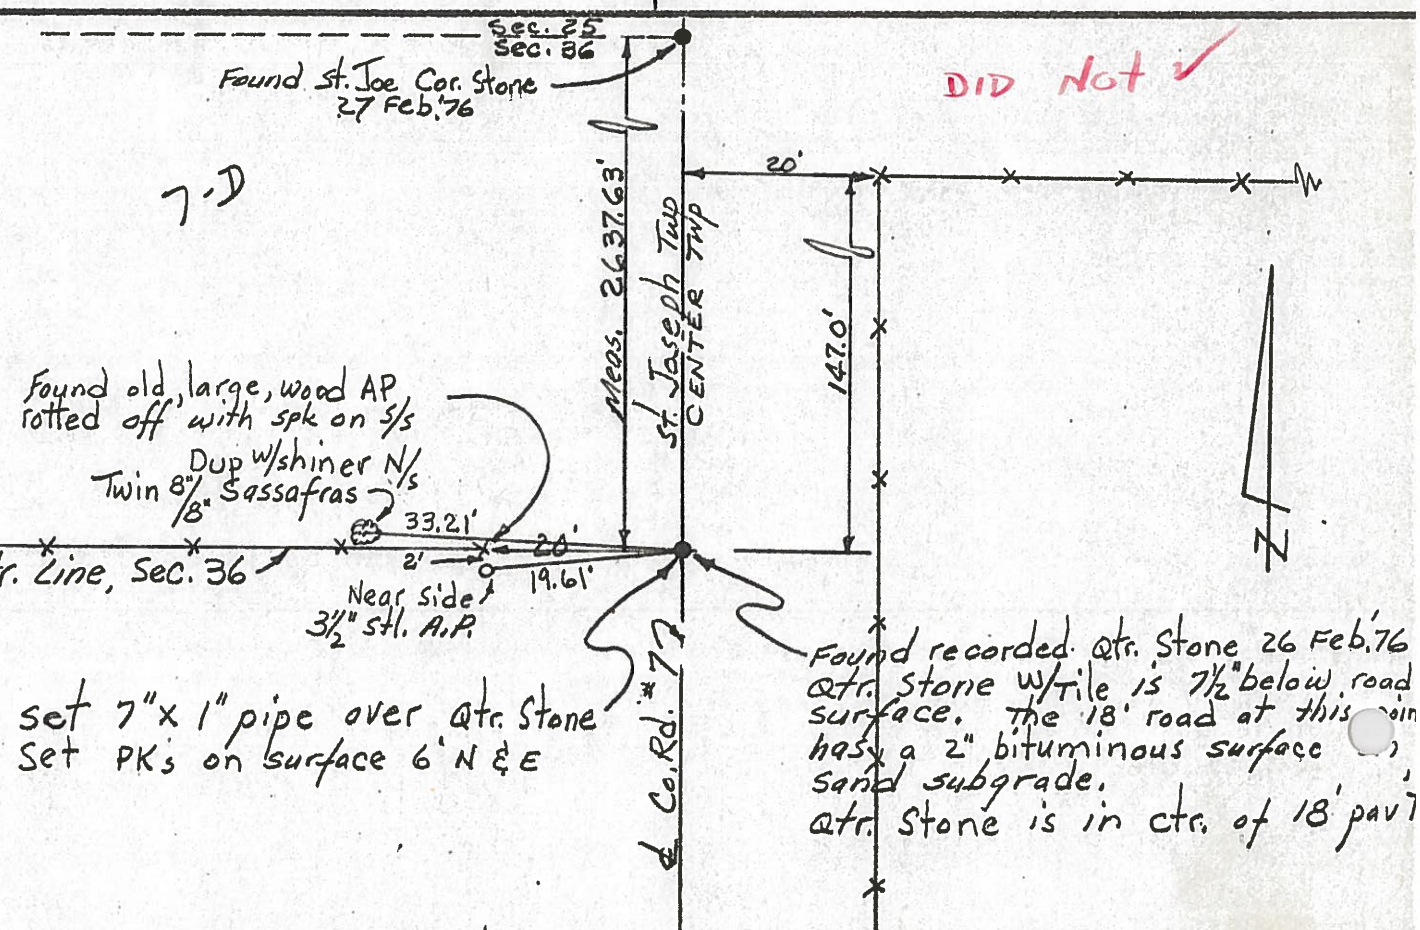 Sec. 25
Sec. 36
Found St. Joe Cor. Stone
27 Feb.'76
DID NOT ✓
7-D
20'
Meas. 2637.63'
St. Joseph Twp
CENTER TWP
147.0'
Found old, large, wood AP,
rotted off with spk on S/S
Dup w/shiner N/s
Twin 8"/8" Sassafras
33.21'
20'
2'
19.61'
r. Line, Sec. 36
Near side
3½" stl. A.P.
N
Found recorded Qtr. Stone 26 Feb.'76
Qtr. Stone W/Tile is 7½" below road
surface. The 18' road at this
has a 2" bituminous surface
sand subgrade.
Qtr. Stone is in ctr. of 18' pav't
set 7" x 1" pipe over Qtr. Stone
Set PKs on surface 6' N & E
℄ Co. Rd. #7